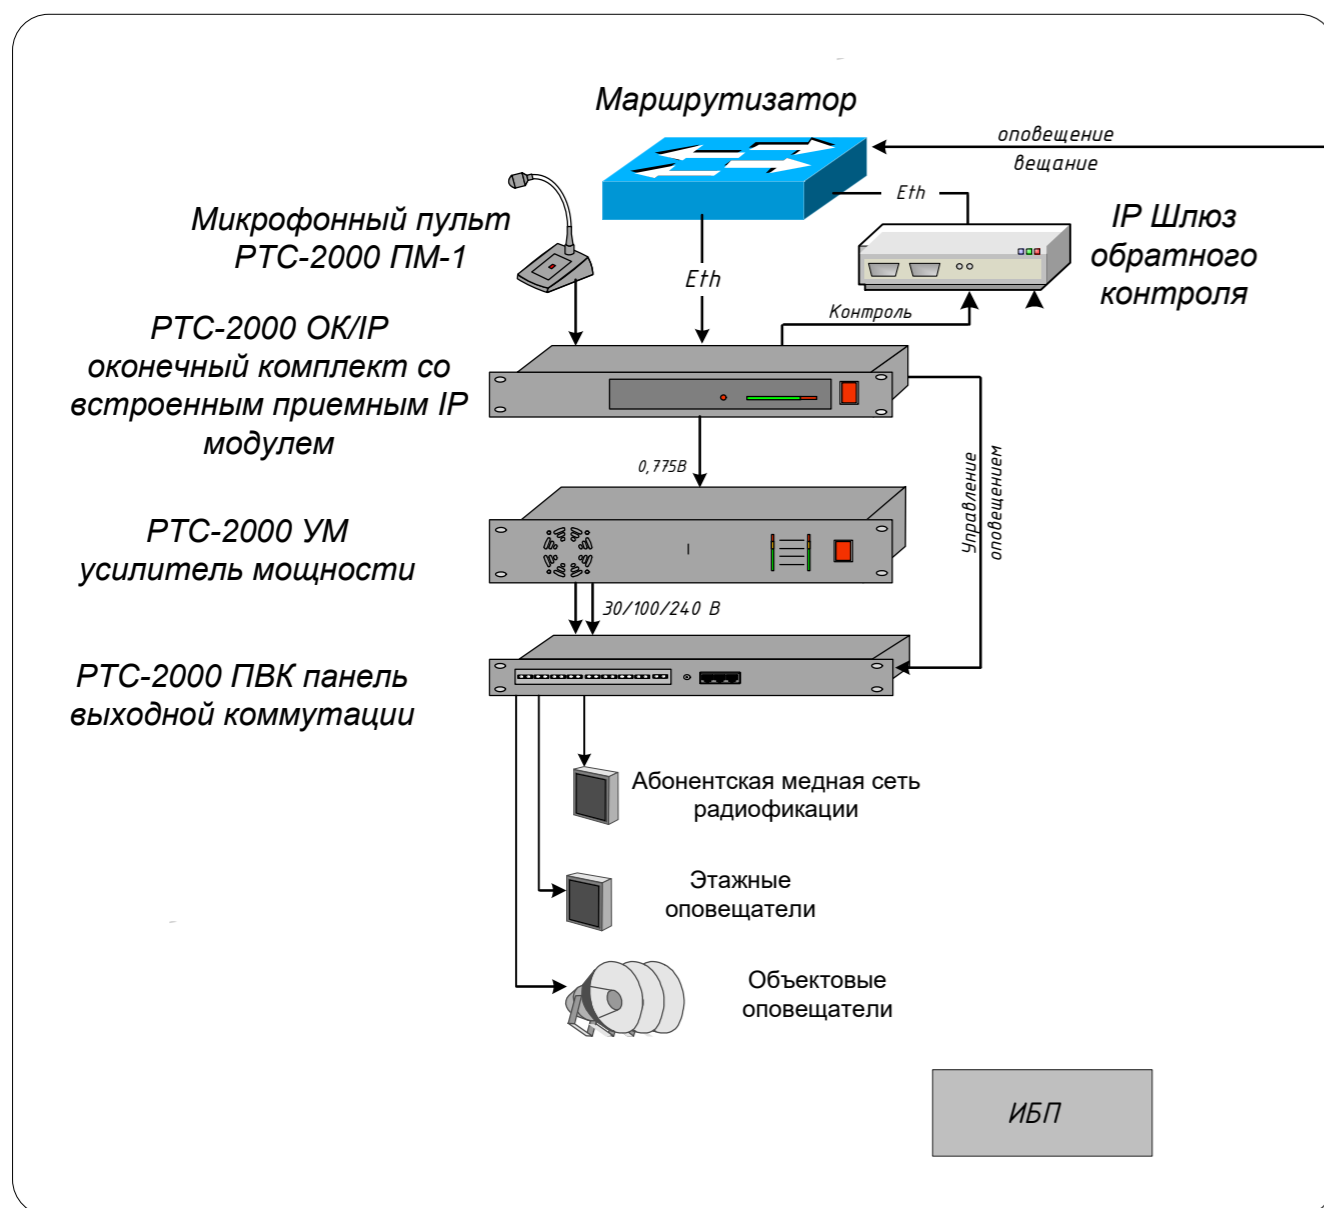 Маршрутизатор
оповещение
вещание
Eth
Микрофонный пульт
РТС-2000 ПМ-1
IP Шлюз
обратного
контроля
Eth
Контроль
РТС-2000 ОК/IP
оконечный комплект со
встроенным приемным IP
модулем
0,775В
Управление
оповещением
РТС-2000 УМ
усилитель мощности
30/100/240 В
РТС-2000 ПВК панель
выходной коммутации
Абонентская медная сеть
радиофикации
Этажные
оповещатели
Объектовые
оповещатели
ИБП